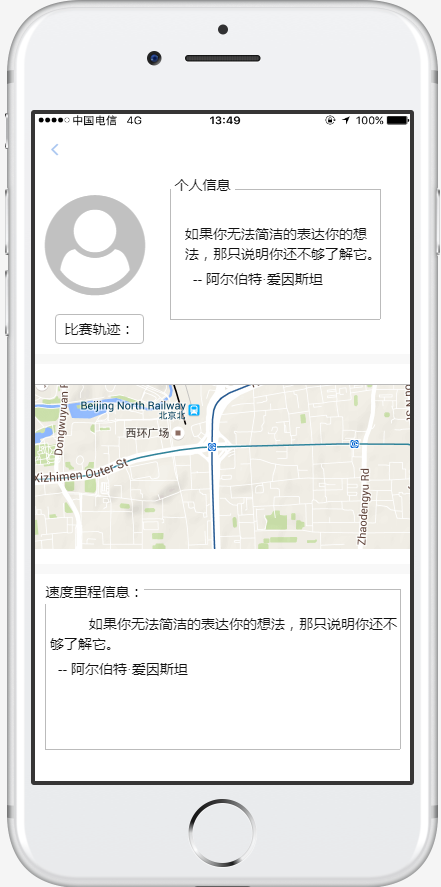 中国电信 4G 13:49 100%
个人信息
如果你无法简洁的表达你的想
法，那只说明你还不够了解它。
-- 阿尔伯特·爱因斯坦
比赛轨迹：
Dongwuyuan R
Beijing North Railway
北京北
西环广场
Xizhimen Outer St
Zhaodengyu Rd
速度里程信息：
如果你无法简洁的表达你的想法，那只说明你还不
够了解它。
-- 阿尔伯特·爱因斯坦